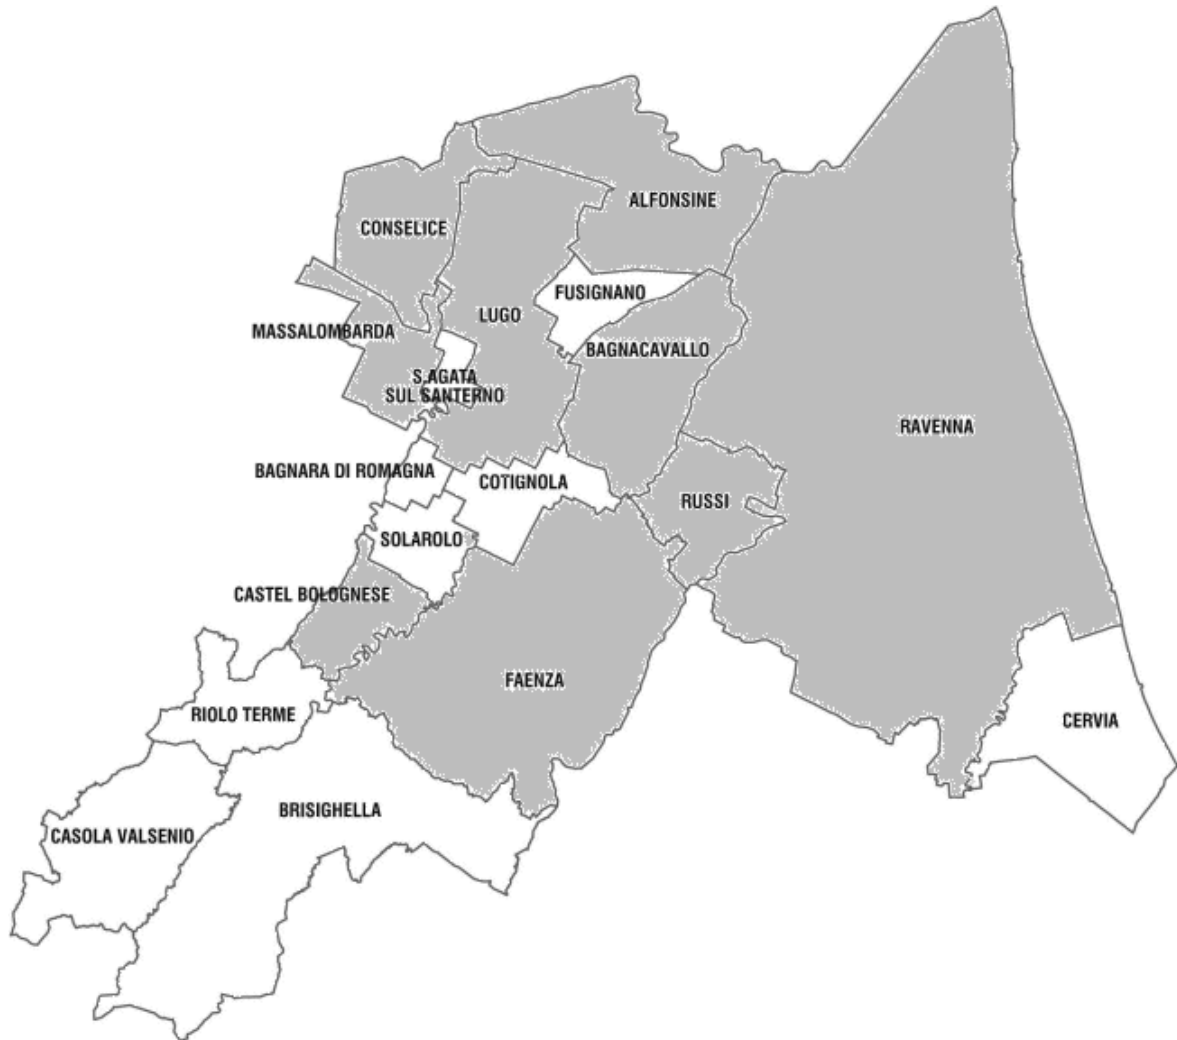 ALFONSINE
CONSELICE
FUSIGNANO
LUGO
MASSALOMBARDA
BAGNACAVALLO
S.AGATA
SUL SANTERNO
RAVENNA
BAGNARA DI ROMAGNA
COTIGNOLA
RUSSI
SOLAROLO
CASTEL BOLOGNESE
FAENZA
RIOLO TERME
CERVIA
BRISIGHELLA
CASOLA VALSENIO